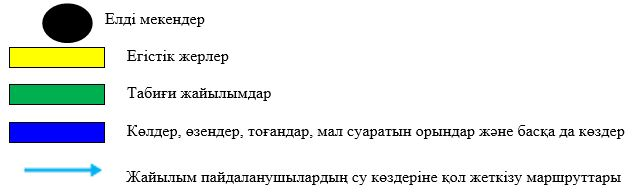 Елді мекендер
Егістік жерлер
Табиғи жайылымдар
Көлдер, өзендер, тоғандар, мал суаратын орындар және басқа да көздер
Жайылым пайдаланушылардың су көздеріне қол жеткізу маршруттары